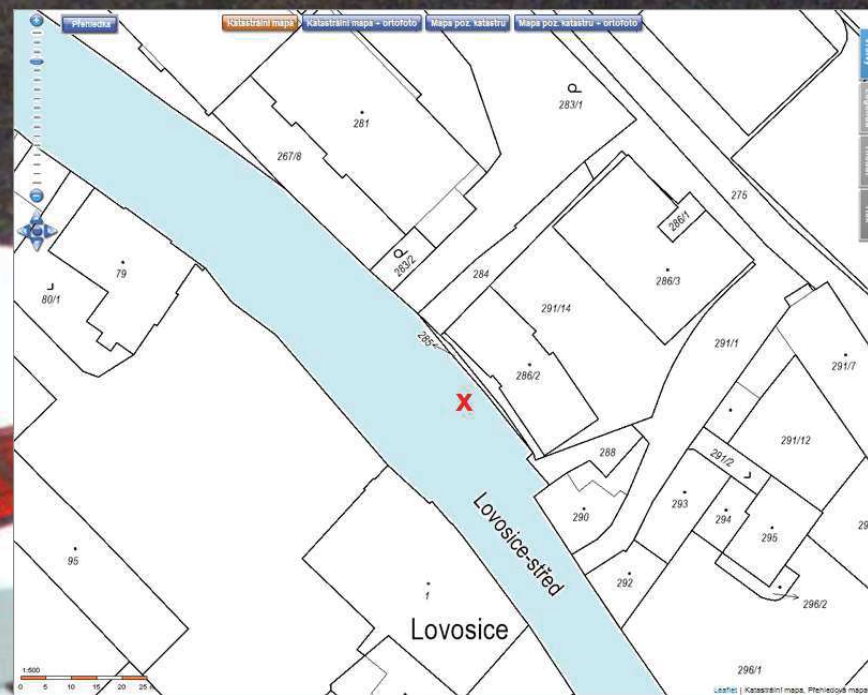 Přehledka
Katastrální mapa
Katastrální mapa - ortofoto
Mapa poz. katastru
Mapa poz. katastru - ortofoto
281
283/1
267/8
275
286/1
283/2
284
286/3
79
80/1
291/14
291/1
285
286/2
291/7
X
288
291/12
291/2
290
293
294
295
Lovosice-střed
95
292
1
296/2
Lovosice
296/1
1:500
0 5 10 15 20 25
Leaflet | Katastrální mapa, Přehledová mapa